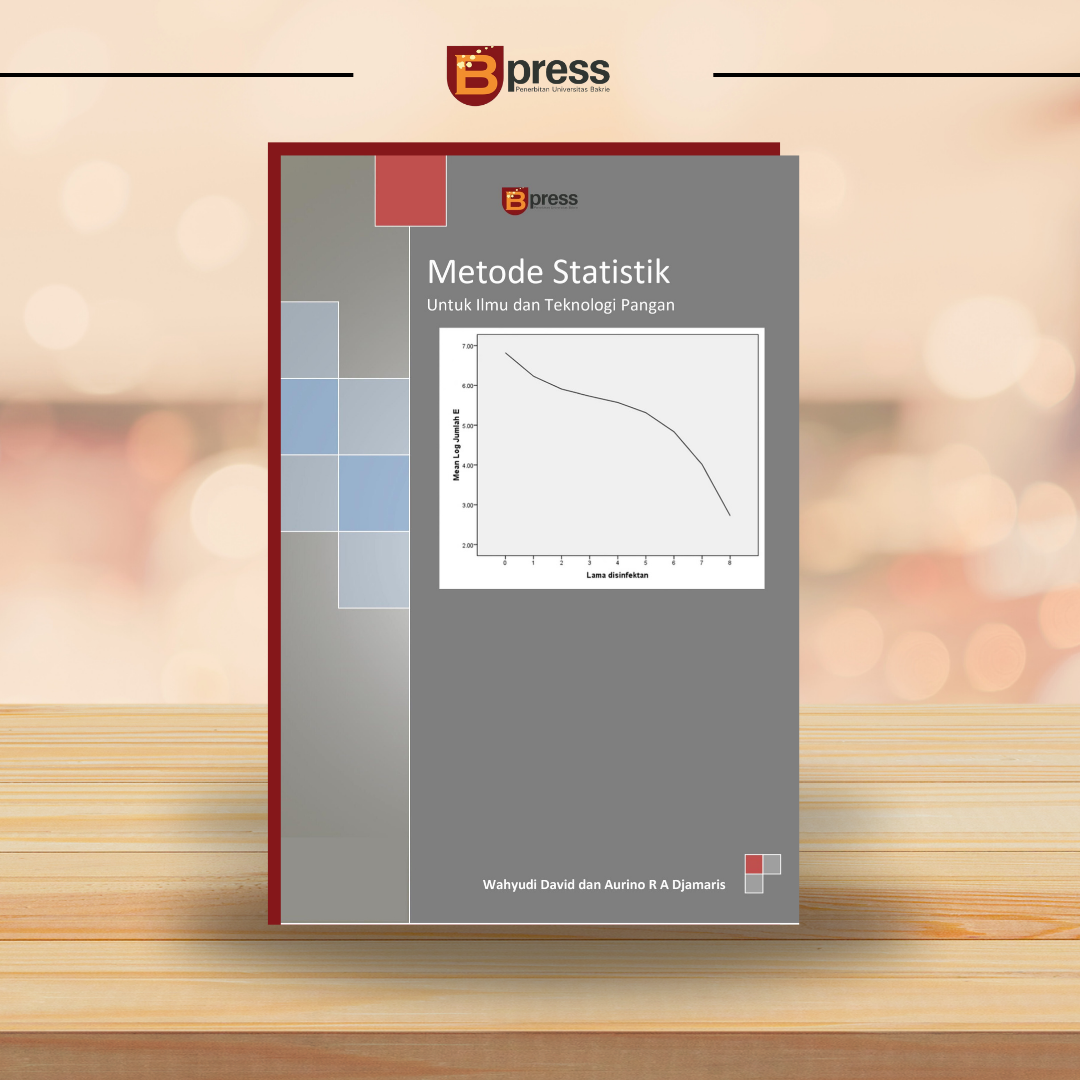 Bpress
Penerbitan Universitas Bakrie
Bpress
Metode Statistik
Untuk Ilmu dan Teknologi Pangan
7.00
6.00
5.00
4.00
3.00
2.00
Mean Log Jumlah E
0 1 2 3 4 5 6 7 8
Lama disinfektan
Wahyudi David dan Aurino R A Djamaris